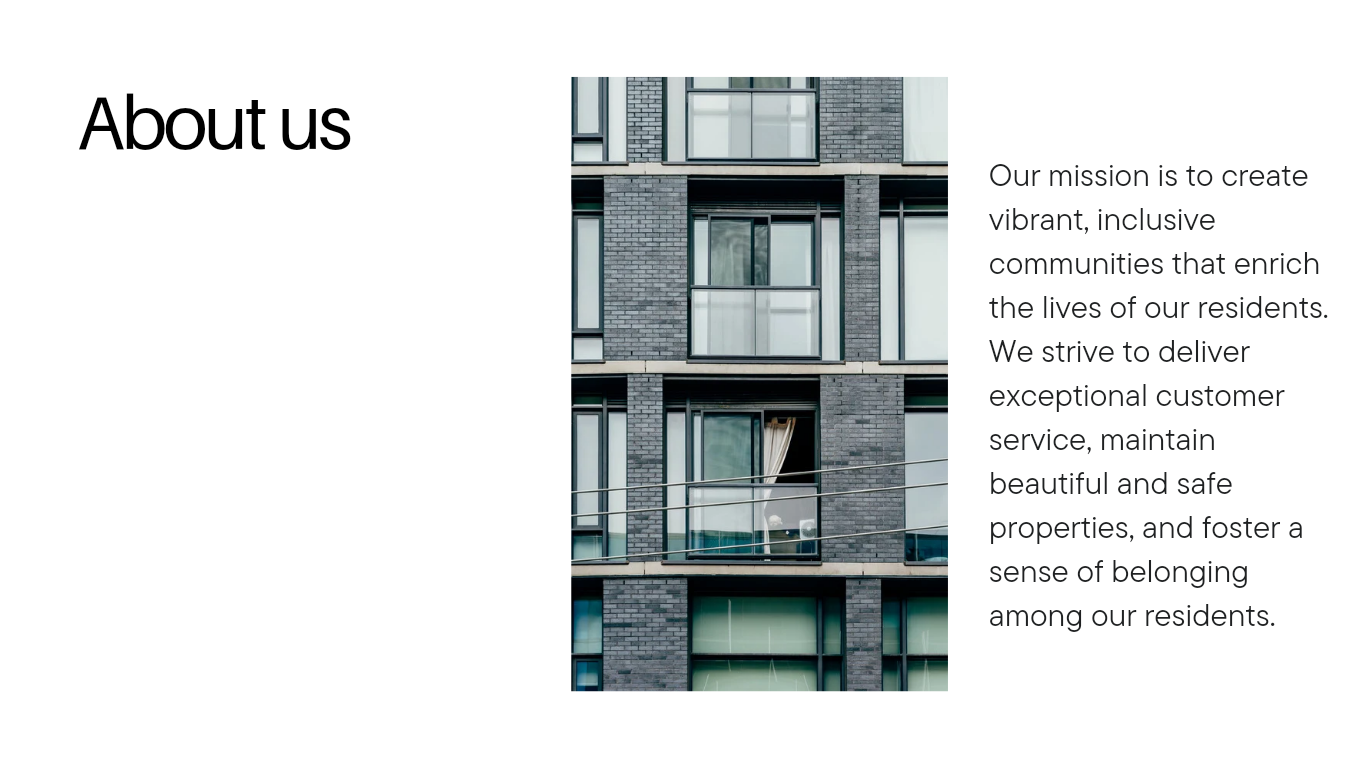 About us
Our mission is to create
vibrant, inclusive
communities that enrich
the lives of our residents.
We strive to deliver
exceptional customer
service, maintain
beautiful and safe
properties, and foster a
sense of belonging
among our residents.